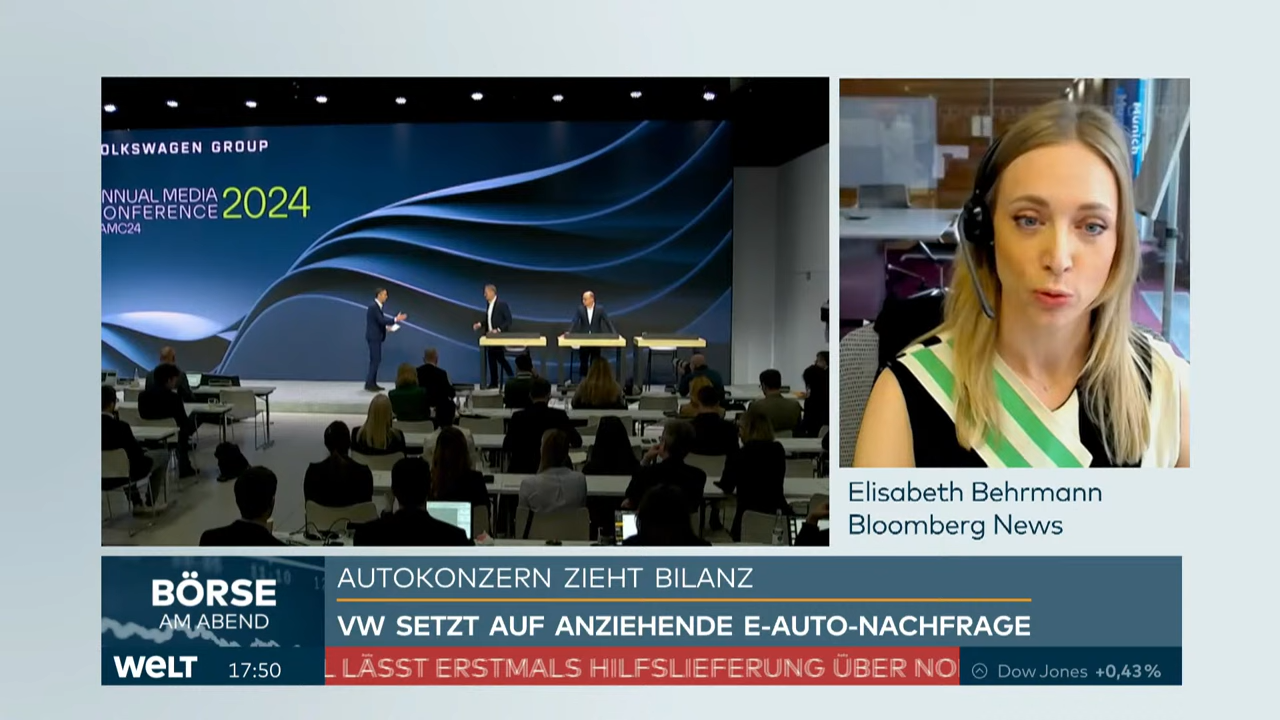 OLKSWAGEN GROUP
NNUAL MEDIA
ONFERENCE 2024
AMC24
Munich
Elisabeth Behrmann
Bloomberg News
BÖRSE
AM ABEND
AUTOKONZERN ZIEHT BILANZ
VW SETZT AUF ANZIEHENDE E-AUTO-NACHFRAGE
welt 17:50
L LÄSST ERSTMALS HILFSLIEFERUNG ÜBER NO
Dow Jones +0,43%